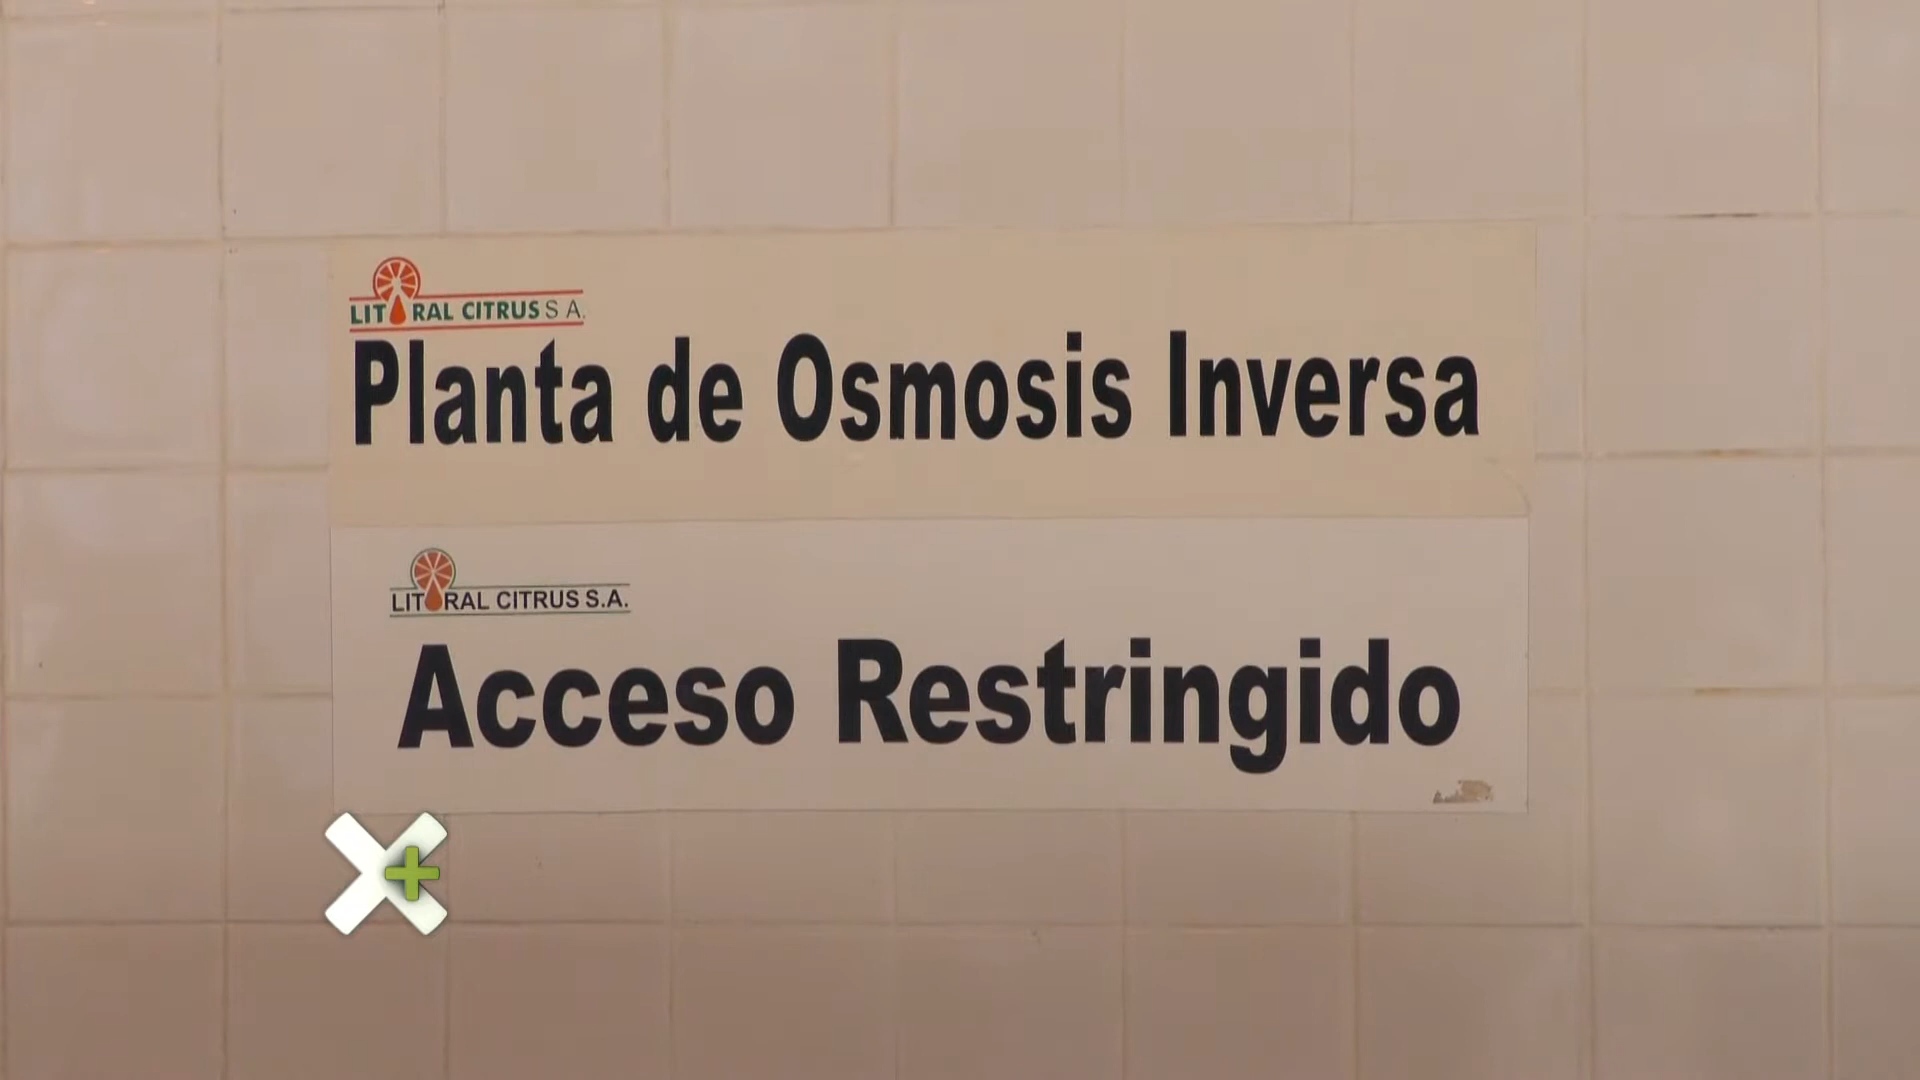 LITORAL CITRUS S A.
Planta de Osmosis Inversa
LITORAL CITRUS S.A.
Acceso Restringido